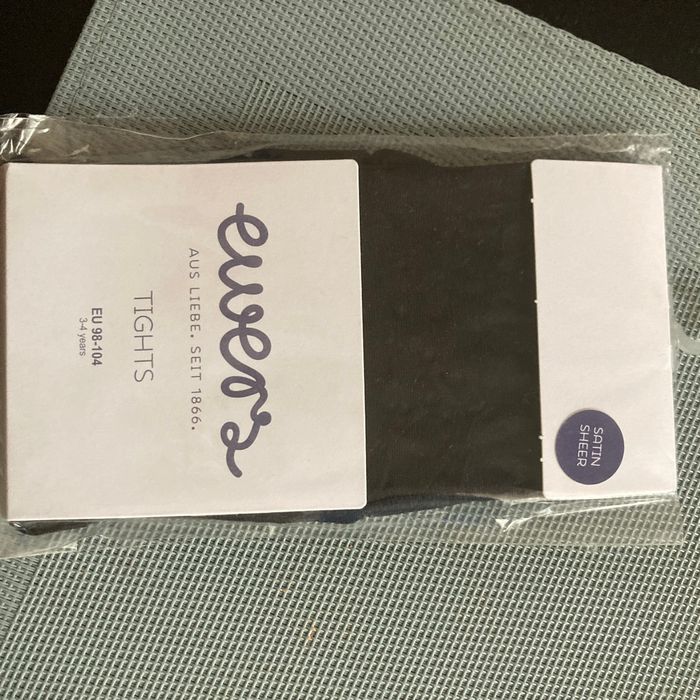 ewers
AUS LIEBE. SEIT 1866.
TIGHTS
EU 98-104
3-4 years
SATIN
SHEER